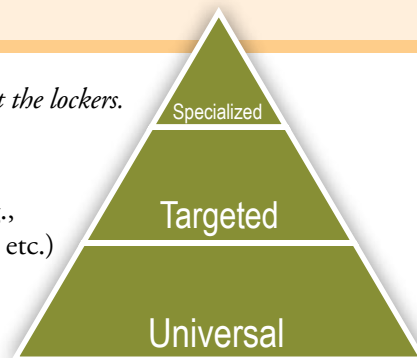 t the lockers.
Specialized
.,
Targeted
etc.)
Universal